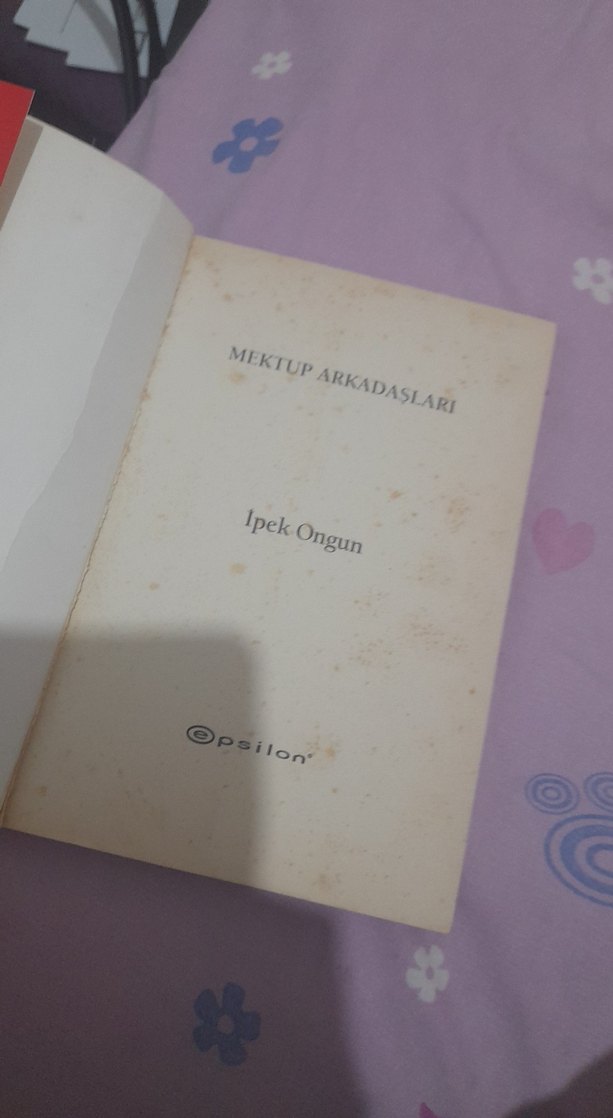 MEKTUP ARKADAŞLARI
İpek Ongun
epsilon®